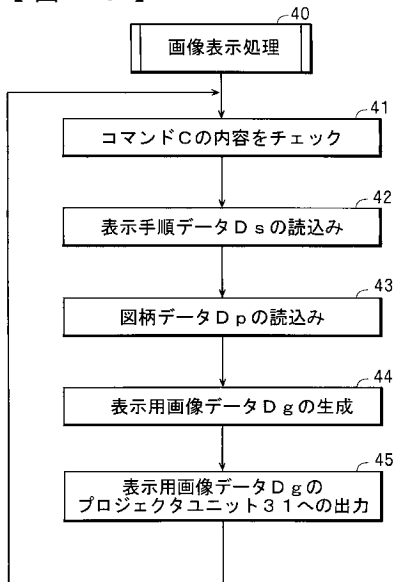 40
画像表示処理
41
コマンドCの内容をチェック
42
表示手順データDsの読込み
43
図柄データDpの読込み
44
表示用画像データDgの生成
45
表示用画像データDgの
プロジェクタユニット31への出力